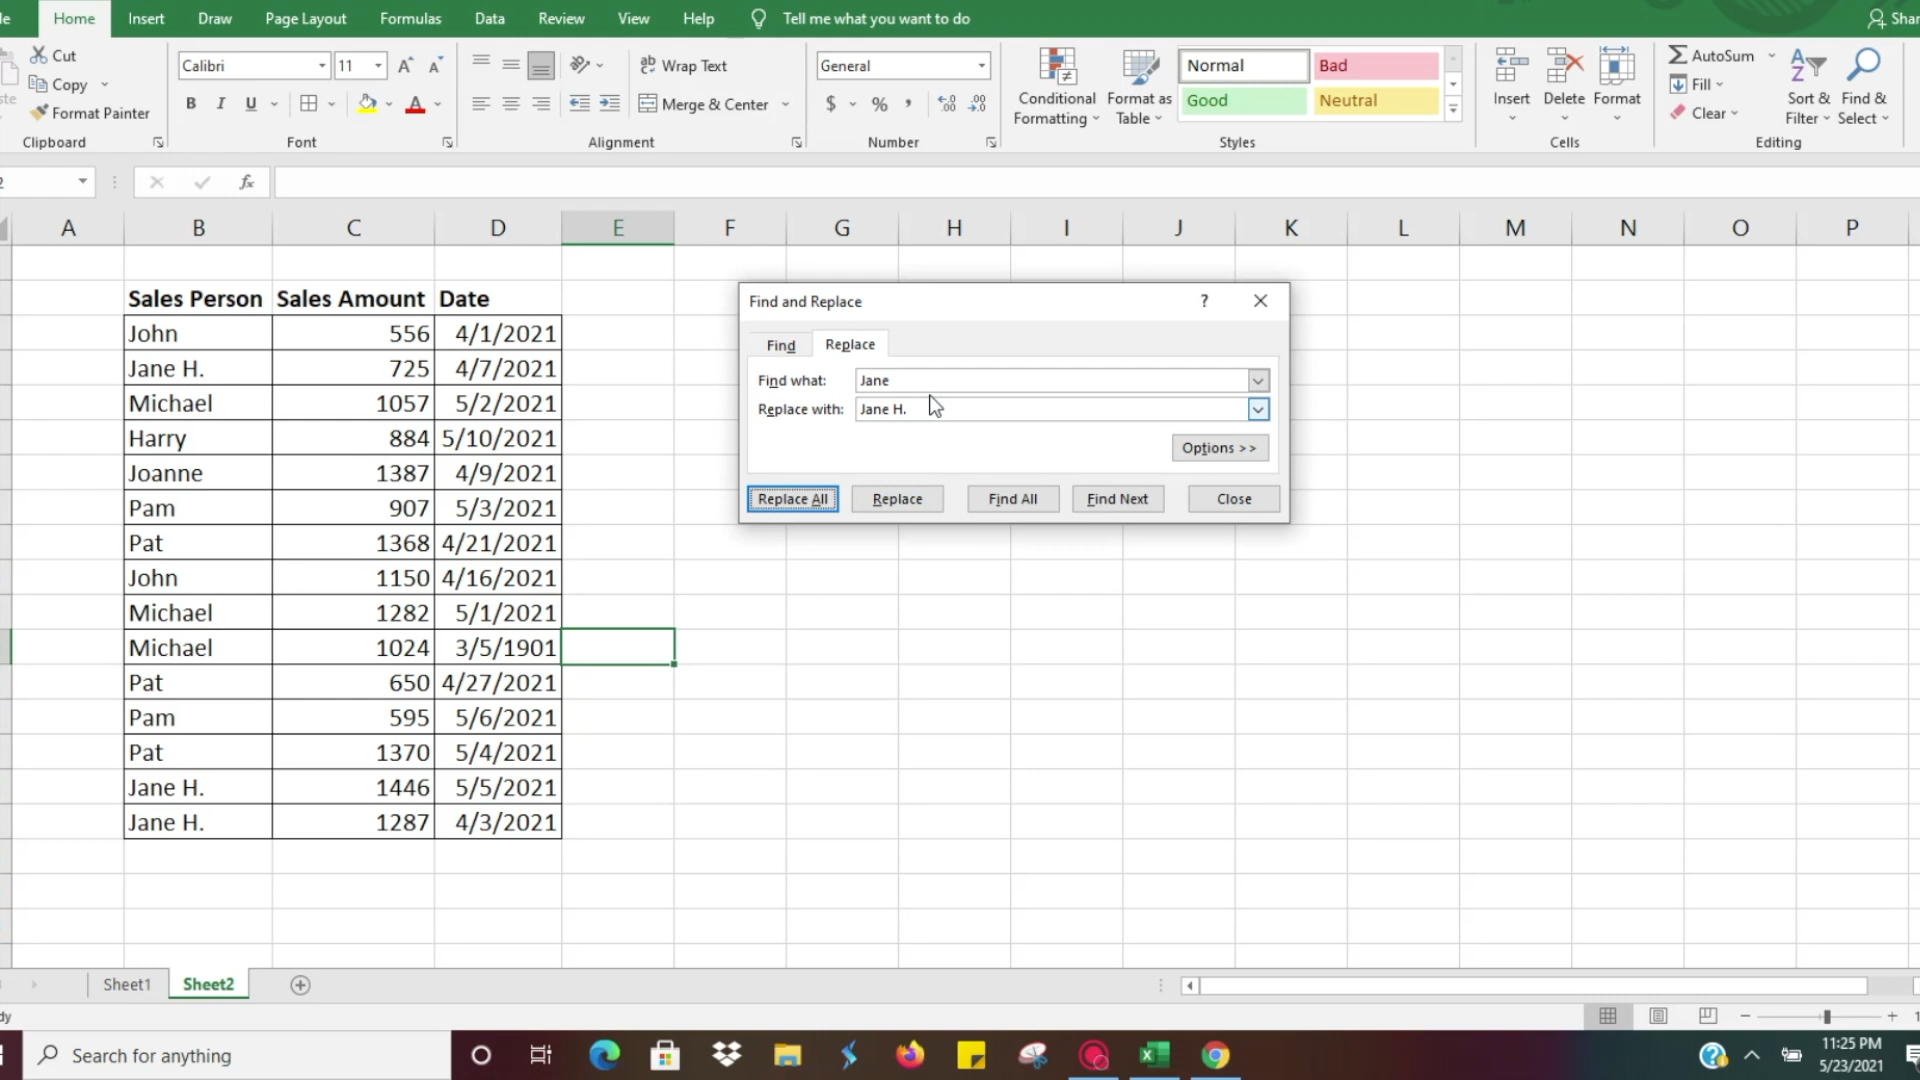 le Home Insert Draw Page Layout Formulas Data Review View Help Tell me what you want to do Shar
Cut
Copy
ste
Format Painter
Clipboard
Calibri 11
B I U
Font
Wrap Text
Merge & Center
Alignment
General
$ % ,
Number
Conditional
Formatting
Format as
Table
Normal Bad
Good Neutral
Styles
Insert Delete Format
Cells
AutoSum
Fill
Clear
Sort &
Filter
Find &
Select
Editing
2 fx
A B C D E F G H I J K L M N O P
Sales Person Sales Amount Date
John 556 4/1/2021
Jane H. 725 4/7/2021
Michael 1057 5/2/2021
Harry 884 5/10/2021
Joanne 1387 4/9/2021
Pam 907 5/3/2021
Pat 1368 4/21/2021
John 1150 4/16/2021
Michael 1282 5/1/2021
Michael 1024 3/5/1901
Pat 650 4/27/2021
Pam 595 5/6/2021
Pat 1370 5/4/2021
Jane H. 1446 5/5/2021
Jane H. 1287 4/3/2021
Find and Replace ?
Find Replace
Find what: Jane
Replace with: Jane H.
Options >>
Replace All Replace Find All Find Next Close
Sheet1 Sheet2
dy
Search for anything
11:25 PM
5/23/2021